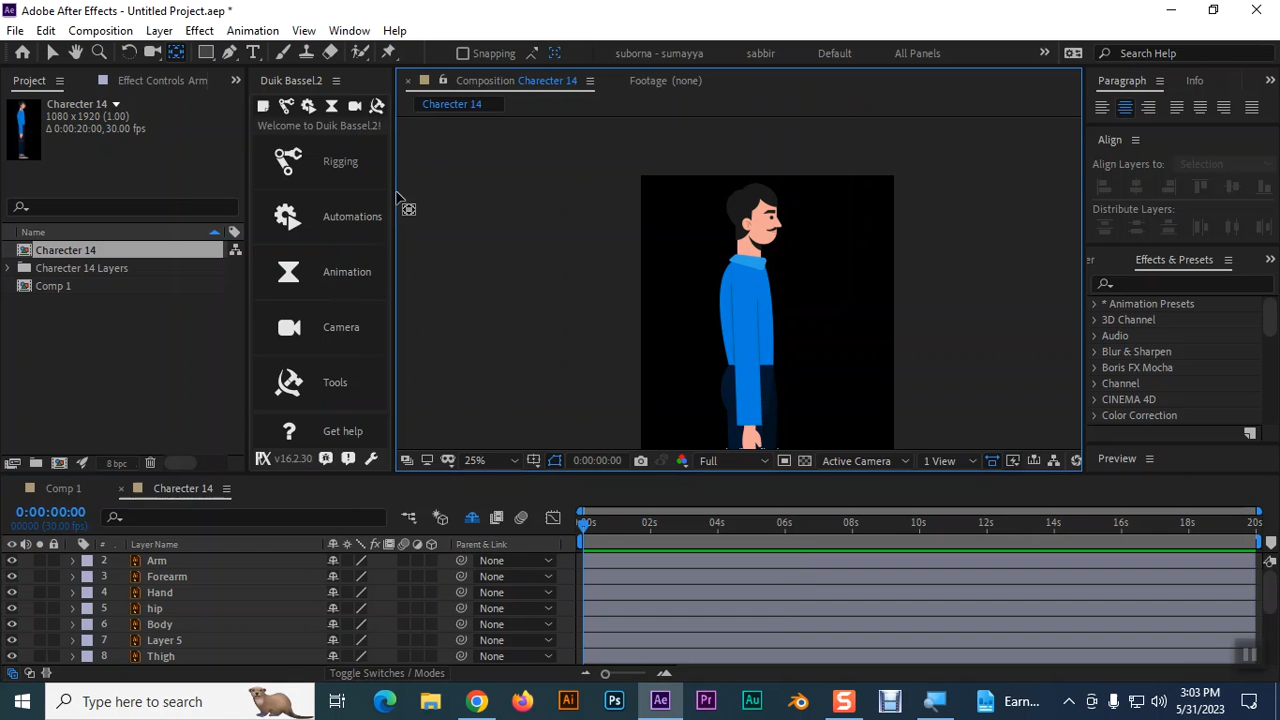 Adobe After Effects - Untitled Project.aep *
File Edit Composition Layer Effect Animation View Window Help
Snapping suborna - sumayya sabbir Default All Panels Search Help
Project Effect Controls Arm Duik Bassel.2 Composition Charecter 14 Footage (none) Paragraph Info
Charecter 14
1080 x 1920 (1.00)
Δ 0:00:20:00, 30.00 fps
Charecter 14
Welcome to Duik Bassel.2!
Rigging
Automations
Animation
Camera
Tools
Get help
v16.2.30
Align
Align Layers to: Selection
Distribute Layers:
er Effects & Presets
* Animation Presets
3D Channel
Audio
Blur & Sharpen
Boris FX Mocha
Channel
CINEMA 4D
Color Correction
Preview
Name
Charecter 14
Charecter 14 Layers
Comp 1
8 bpc
25% 0:00:00:00 Full Active Camera 1 View
Comp 1 Charecter 14
0:00:00:00
00000 (30.00 fps)
00s 02s 04s 06s 08s 10s 12s 14s 16s 18s 20s
# Layer Name Parent & Link
2 Arm None
3 Forearm None
4 Hand None
5 hip None
6 Body None
7 Layer 5 None
8 Thigh None
Toggle Switches / Modes
Type here to search
Earn...
3:03 PM
5/31/2023